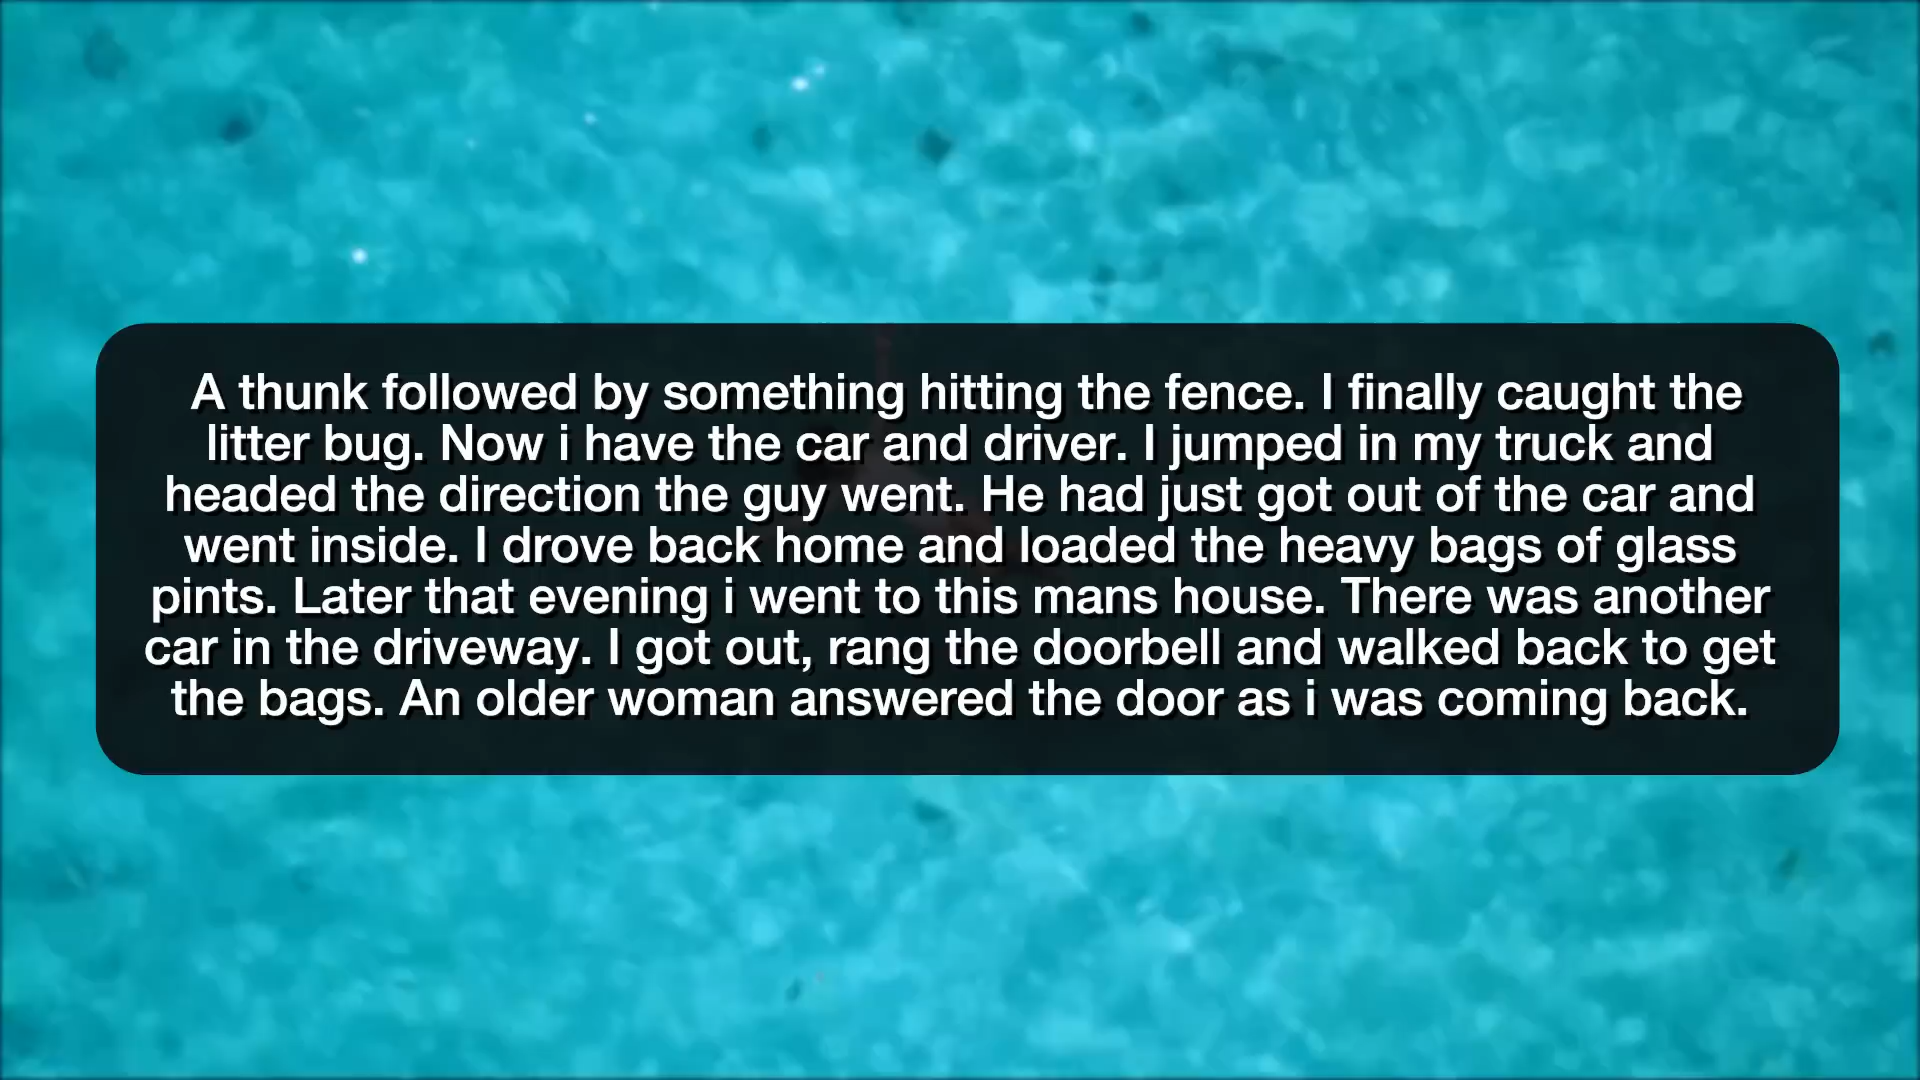 A thunk followed by something hitting the fence. I finally caught the
litter bug. Now i have the car and driver. I jumped in my truck and
headed the direction the guy went. He had just got out of the car and
went inside. I drove back home and loaded the heavy bags of glass
pints. Later that evening i went to this mans house. There was another
car in the driveway. I got out, rang the doorbell and walked back to get
the bags. An older woman answered the door as i was coming back.